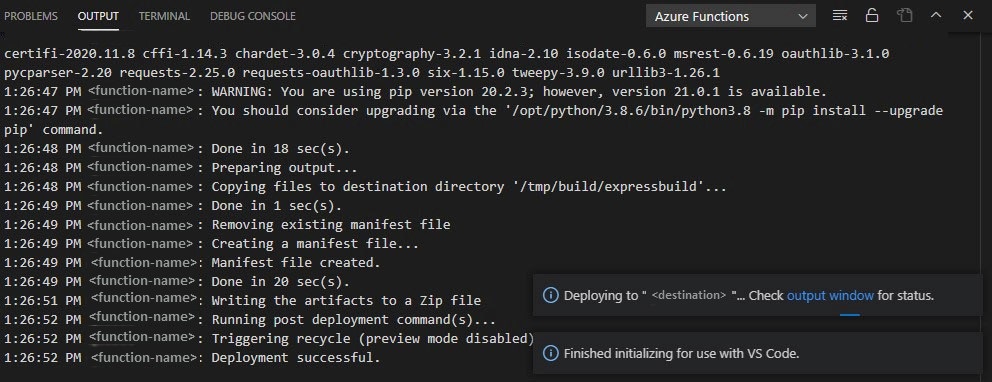 PROBLEMS OUTPUT TERMINAL DEBUG CONSOLE Azure Functions
certifi-2020.11.8 cffi-1.14.3 chardet-3.0.4 cryptography-3.2.1 idna-2.10 isodate-0.6.0 msrest-0.6.19 oauthlib-3.1.0
pycparser-2.20 requests-2.25.0 requests-oauthlib-1.3.0 six-1.15.0 tweepy-3.9.0 urllib3-1.26.1
1:26:47 PM <function-name>: WARNING: You are using pip version 20.2.3; however, version 21.0.1 is available.
1:26:47 PM <function-name>: You should consider upgrading via the '/opt/python/3.8.6/bin/python3.8 -m pip install --upgrade
pip' command.
1:26:48 PM <function-name>: Done in 18 sec(s).
1:26:48 PM <function-name>: Preparing output...
1:26:48 PM <function-name>: Copying files to destination directory '/tmp/build/expressbuild'...
1:26:49 PM <function-name>: Done in 1 sec(s).
1:26:49 PM <function-name>: Removing existing manifest file
1:26:49 PM <function-name>: Creating a manifest file...
1:26:49 PM <function-name>: Manifest file created.
1:26:49 PM <function-name>: Done in 20 sec(s).
1:26:51 PM <function-name>: Writing the artifacts to a Zip file
1:26:52 PM <function-name>: Running post deployment command(s)...
1:26:52 PM <function-name>: Triggering recycle (preview mode disabled)
1:26:52 PM <function-name>: Deployment successful.
Deploying to "<destination>"... Check output window for status.
Finished initializing for use with VS Code.